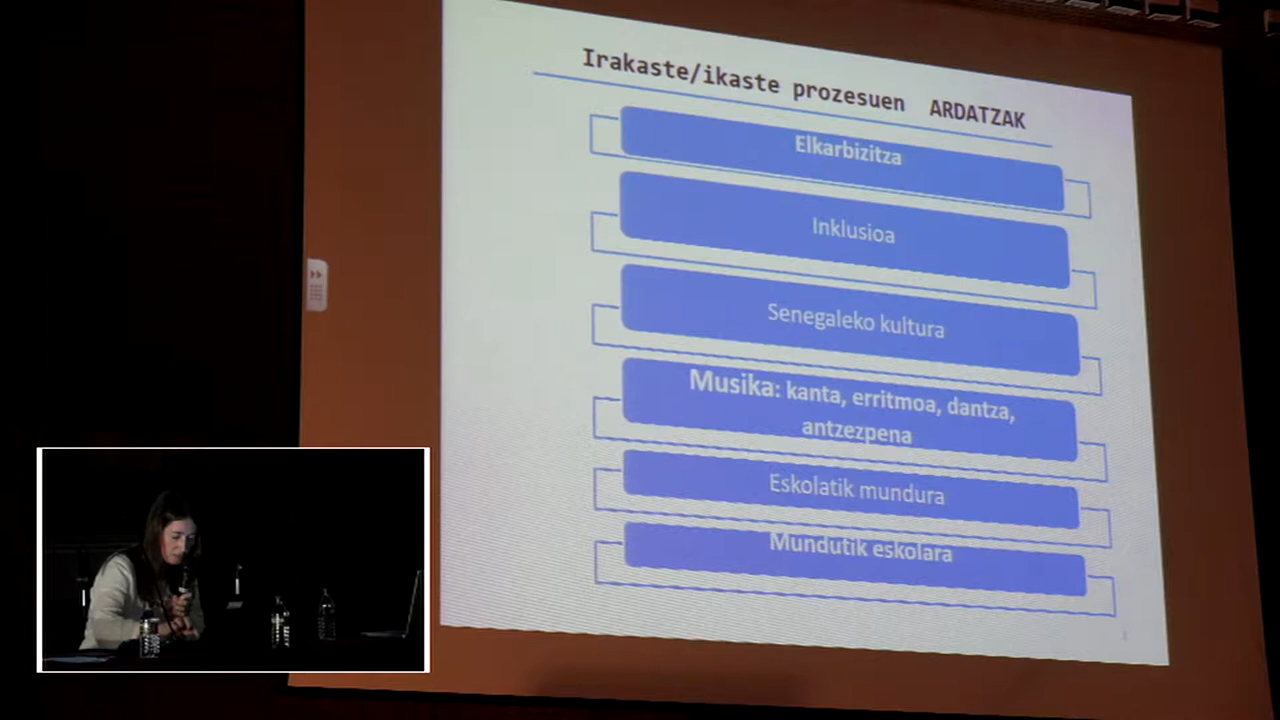 Irakaste/ikaste prozesuen ARDATZAK
Elkarbizitza
Inklusioa
Senegaleko kultura
Musika: kanta, erritmoa, dantza,
antzezpena
Eskolatik mundura
Mundutik eskolara